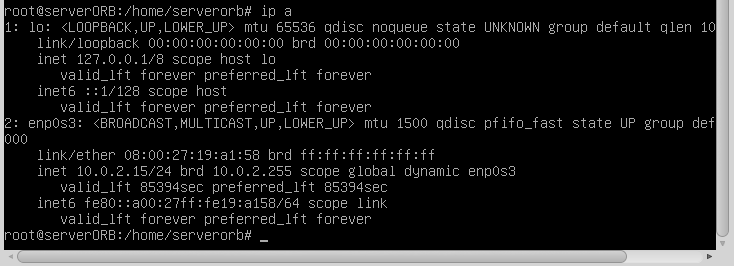 root@serverORB:/home/serverorb# ip a
1: lo: <LOOPBACK,UP,LOWER_UP> mtu 65536 qdisc noqueue state UNKNOWN group default qlen 10
    link/loopback 00:00:00:00:00:00 brd 00:00:00:00:00:00
    inet 127.0.0.1/8 scope host lo
       valid_lft forever preferred_lft forever
    inet6 ::1/128 scope host
       valid_lft forever preferred_lft forever
2: enp0s3: <BROADCAST,MULTICAST,UP,LOWER_UP> mtu 1500 qdisc pfifo_fast state UP group def
000
    link/ether 08:00:27:19:a1:58 brd ff:ff:ff:ff:ff:ff
    inet 10.0.2.15/24 brd 10.0.2.255 scope global dynamic enp0s3
       valid_lft 85394sec preferred_lft 85394sec
    inet6 fe80::a00:27ff:fe19:a158/64 scope link
       valid_lft forever preferred_lft forever
root@serverORB:/home/serverorb# _